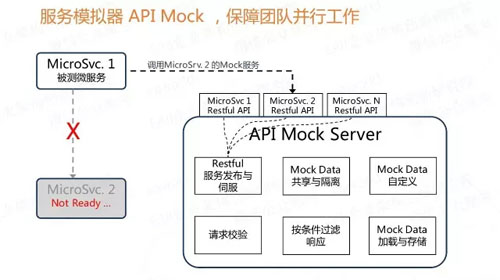 服务模拟器 API Mock ，保障团队并行工作
MicroSvc. 1
被测微服务
调用MicroSrv. 2 的Mock服务
X
MicroSvc. 2
Not Ready ...
MicroSvc 1
Restful API
MicroSvc. 2
Restful API
MicroSvc. N
Restful API
API Mock Server
Restful
服务发布与
伺服
Mock Data
共享与隔离
Mock Data
自定义
请求校验
按条件过滤
响应
Mock Data
加载与存储